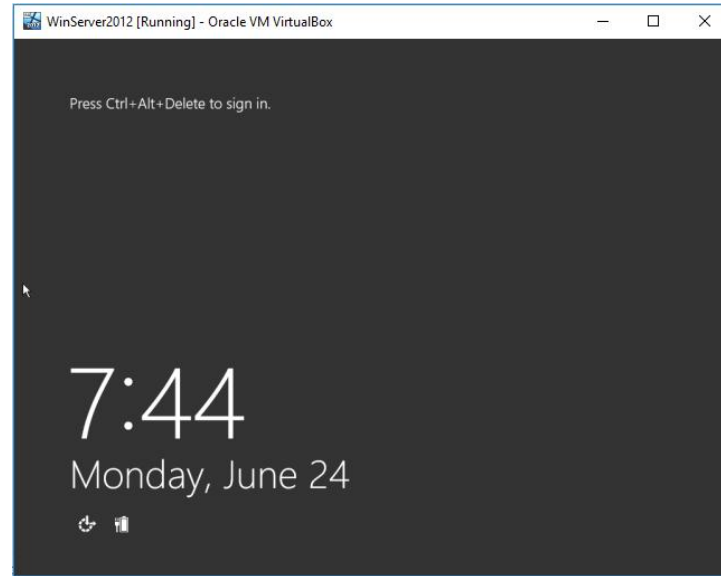 WinServer2012 [Running] - Oracle VM VirtualBox
Press Ctrl+Alt+Delete to sign in.
7:44
Monday, June 24